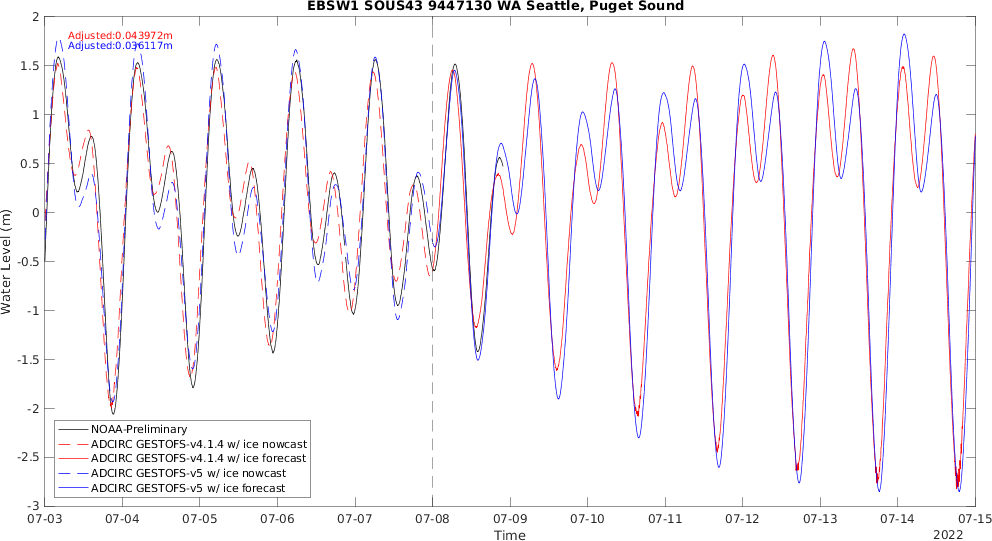 EBSW1 SOUS43 9447130 WA Seattle, Puget Sound
Adjusted:0.043972m
Adjusted:0.036117m
2
1.5
1
0.5
0
-0.5
-1
-1.5
-2
-2.5
-3
Water Level (m)
NOAA-Preliminary
ADCIRC GESTOFS-v4.1.4 w/ ice nowcast
ADCIRC GESTOFS-v4.1.4 w/ ice forecast
ADCIRC GESTOFS-v5 w/ ice nowcast
ADCIRC GESTOFS-v5 w/ ice forecast
07-03 07-04 07-05 07-06 07-07 07-08 07-09 07-10 07-11 07-12 07-13 07-14 07-15
Time
2022